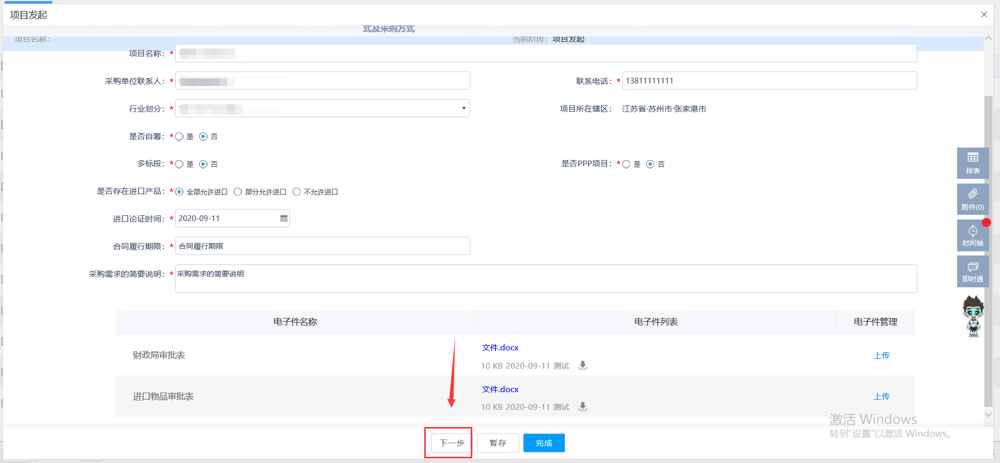 项目发起
式及采购方式
项目名称：
当前阶段： 项目发起
项目名称： *
采购单位联系人： *
联系电话： * 13811111111
行业划分： *
项目所在辖区： 江苏省·苏州市·张家港市
是否自筹： * 是 否
多标段： * 是 否
是否PPP项目： * 是 否
是否存在进口产品： * 全部允许进口 部分允许进口 不允许进口
进口论证时间： * 2020-09-11
合同履行期限： * 合同履行期限
采购需求的简要说明： * 采购需求的简要说明
样表
附件(0)
时间轴
即时通
电子件名称 电子件列表 电子件管理
财政局审批表
文件.docx
10 KB 2020-09-11 测试
上传
进口物品审批表
文件.docx
10 KB 2020-09-11 测试
上传
下一步 暂存 完成
激活 Windows
转到“设置”以激活 Windows。